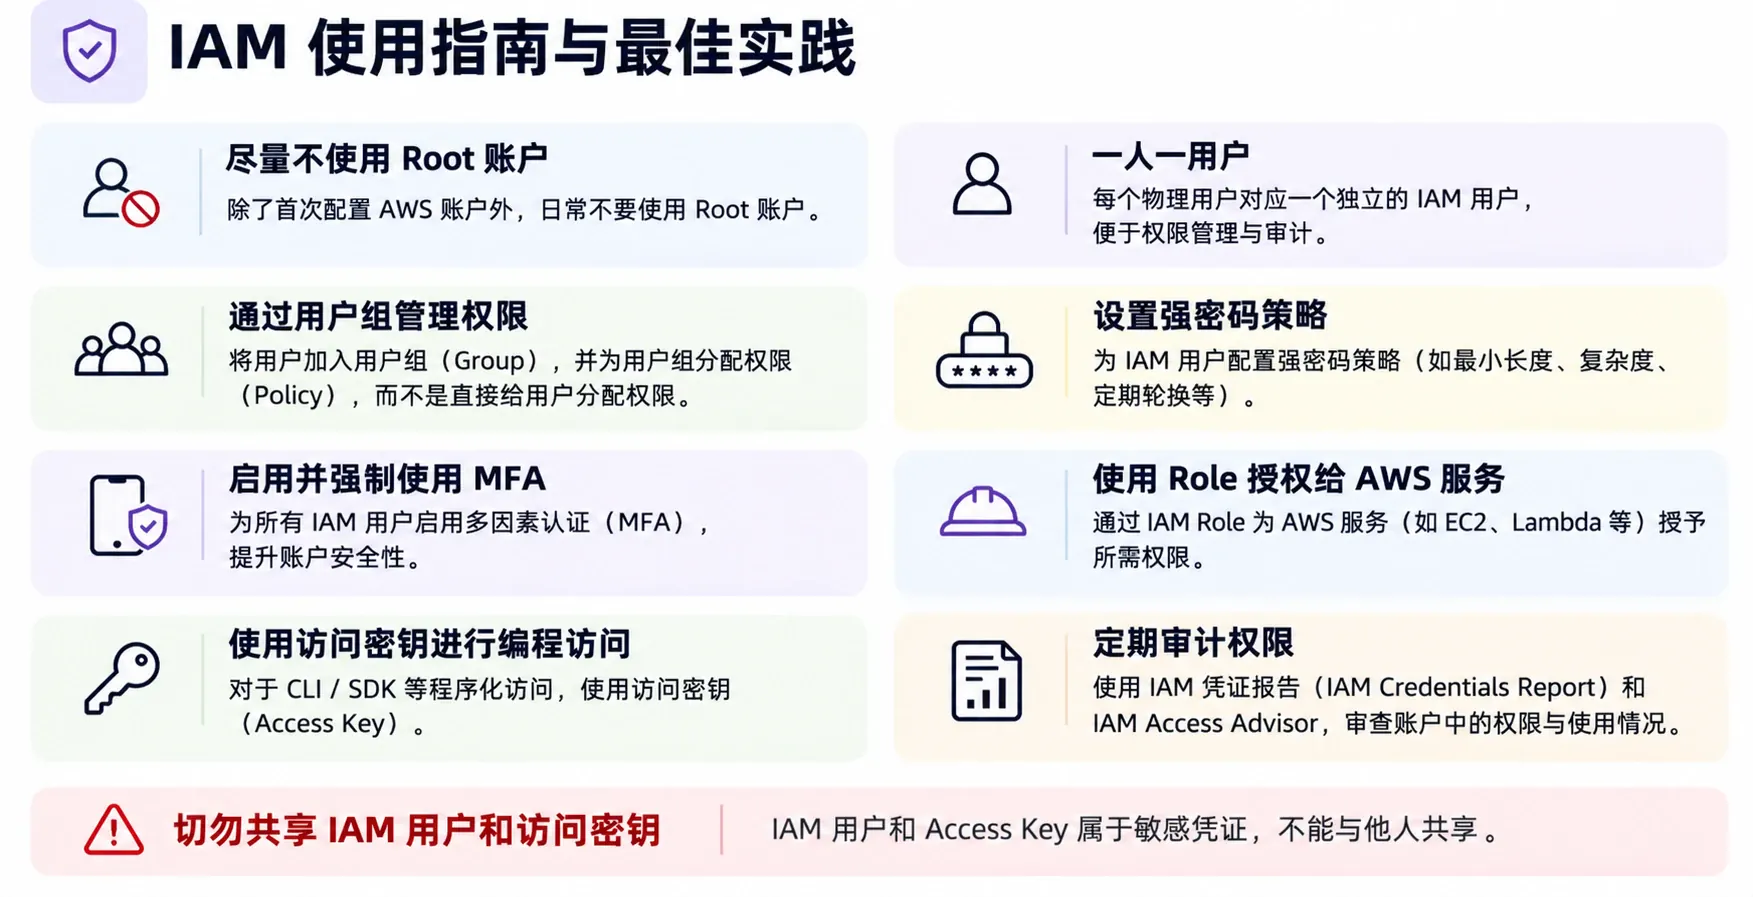 IAM 使用指南与最佳实践
尽量不使用 Root 账户
除了首次配置 AWS 账户外，日常不要使用 Root 账户。
一人一用户
每个物理用户对应一个独立的 IAM 用户，
便于权限管理与审计。
通过用户组管理权限
将用户加入用户组（Group），并为用户组分配权限
（Policy），而不是直接给用户分配权限。
设置强密码策略
为 IAM 用户配置强密码策略（如最小长度、复杂度、
定期轮换等）。
****
启用并强制使用 MFA
为所有 IAM 用户启用多因素认证（MFA），
提升账户安全性。
使用 Role 授权给 AWS 服务
通过 IAM Role 为 AWS 服务（如 EC2、Lambda 等）授予
所需权限。
使用访问密钥进行编程访问
对于 CLI / SDK 等程序化访问，使用访问密钥
（Access Key）。
定期审计权限
使用 IAM 凭证报告（IAM Credentials Report）和
IAM Access Advisor，审查账户中的权限与使用情况。
切勿共享 IAM 用户和访问密钥
IAM 用户和 Access Key 属于敏感凭证，不能与他人共享。